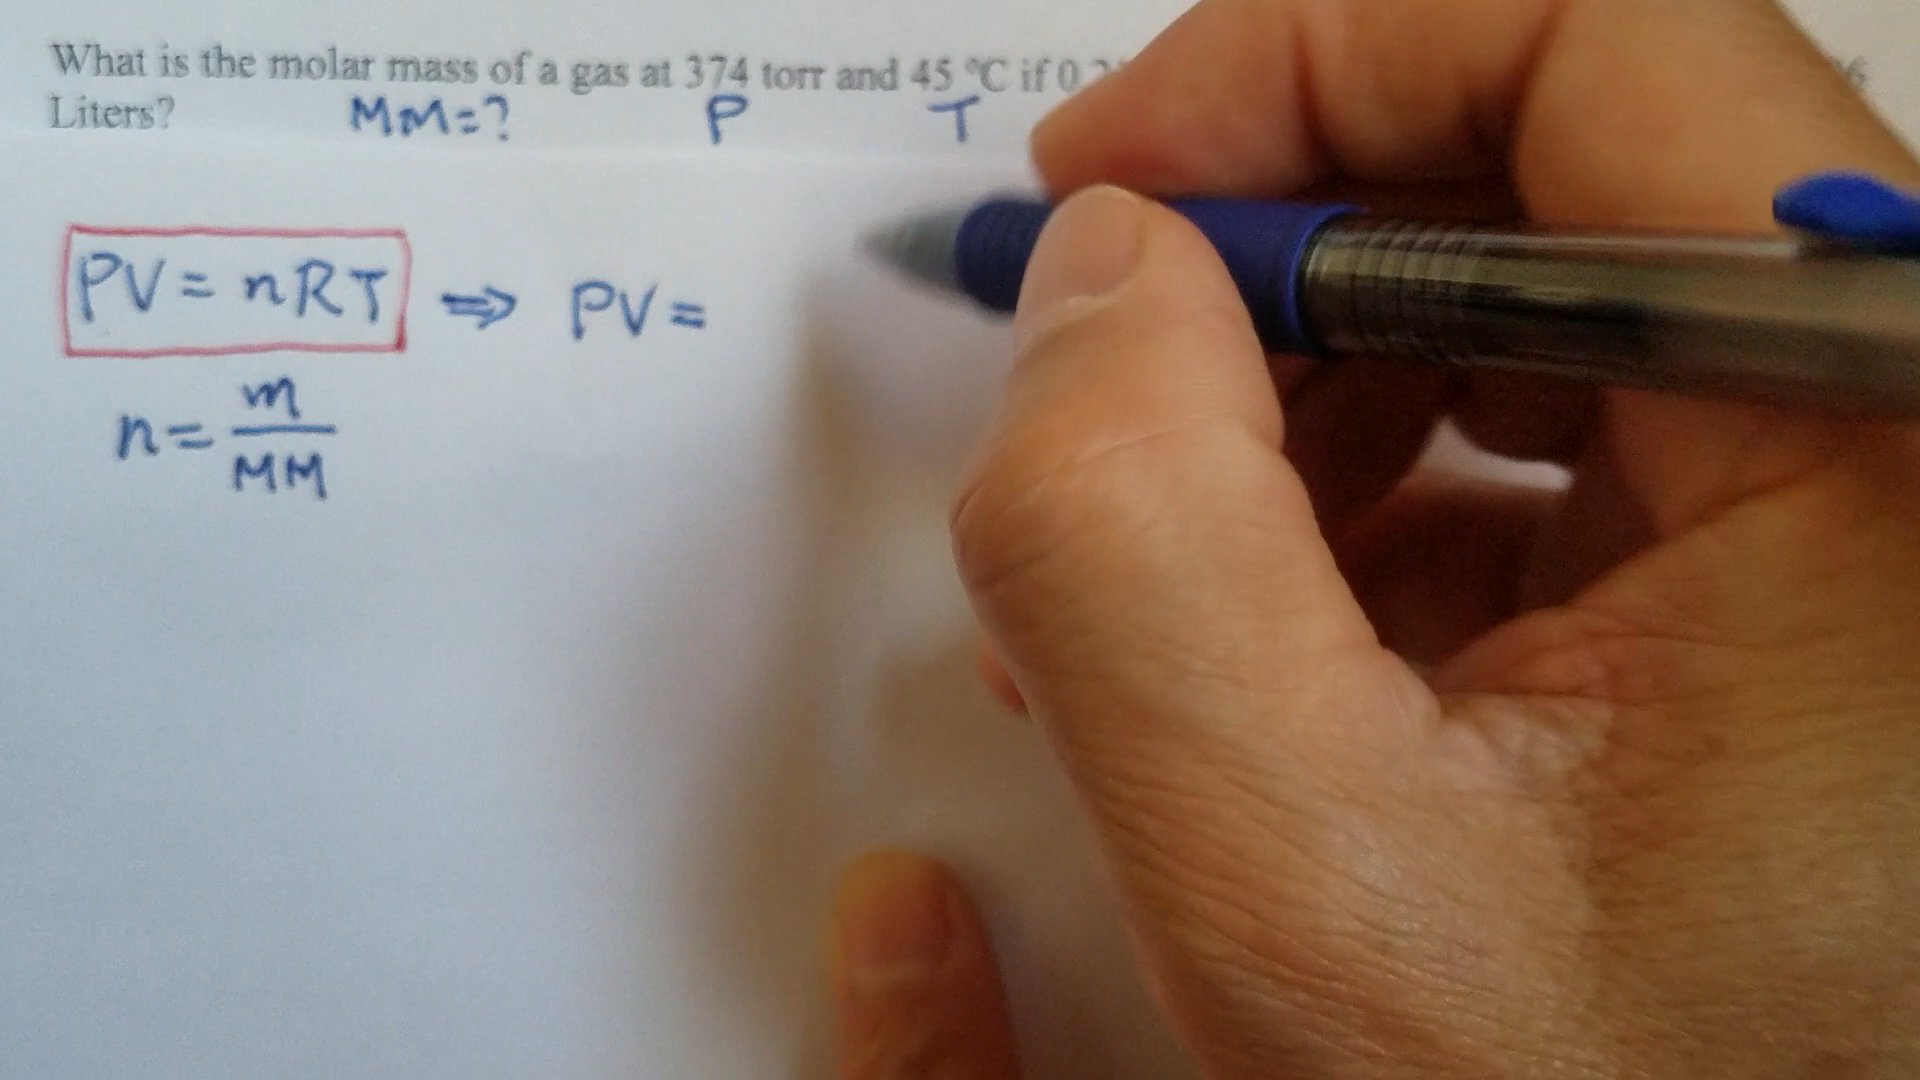 What is the molar mass of a gas at 374 torr and 45 °C if 0.
Liters?
MM=? P T
PV = nRT ⇒ PV =
n = m/MM